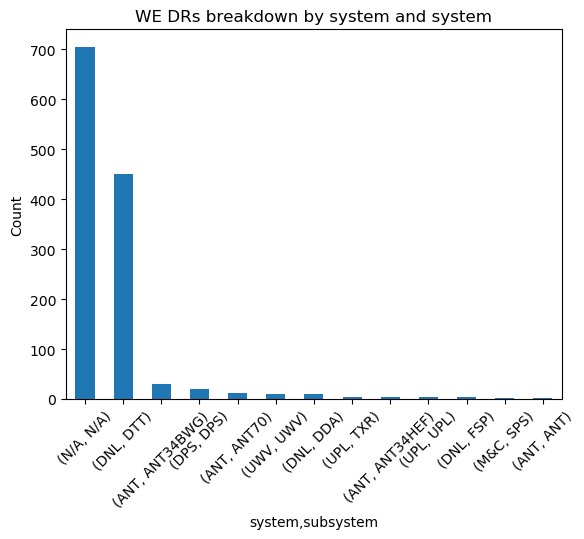 WE DRs breakdown by system and system
700
600
500
400
300
200
100
0
Count
(N/A, N/A)
(DNL, DTT)
(ANT, ANT34BWG)
(DPS, DPS)
(ANT, ANT70)
(UWV, UWV)
(DNL, DDA)
(UPL, TXR)
(ANT, ANT34HEF)
(UPL, UPL)
(DNL, FSP)
(M&C, SPS)
(ANT, ANT)
system,subsystem